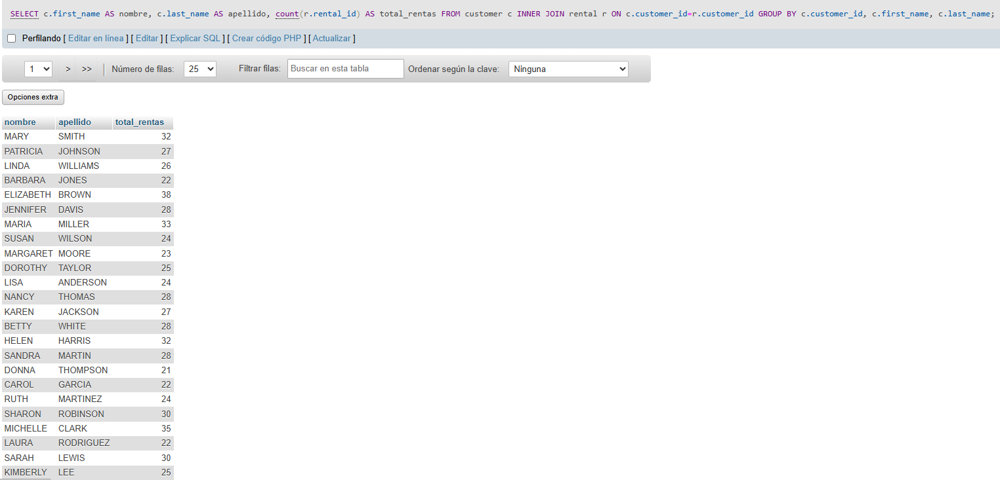 SELECT c.first_name AS nombre, c.last_name AS apellido, count(r.rental_id) AS total_rentas FROM customer c INNER JOIN rental r ON c.customer_id=r.customer_id GROUP BY c.customer_id, c.first_name, c.last_name;
Perfilando [ Editar en línea ] [ Editar ] [ Explicar SQL ] [ Crear código PHP ] [ Actualizar ]
1 > >> | Número de filas: 25 Filtrar filas: Buscar en esta tabla Ordenar según la clave: Ninguna
Opciones extra
nombre apellido total_rentas
MARY SMITH 32
PATRICIA JOHNSON 27
LINDA WILLIAMS 26
BARBARA JONES 22
ELIZABETH BROWN 38
JENNIFER DAVIS 28
MARIA MILLER 33
SUSAN WILSON 24
MARGARET MOORE 23
DOROTHY TAYLOR 25
LISA ANDERSON 24
NANCY THOMAS 28
KAREN JACKSON 27
BETTY WHITE 28
HELEN HARRIS 32
SANDRA MARTIN 28
DONNA THOMPSON 21
CAROL GARCIA 22
RUTH MARTINEZ 24
SHARON ROBINSON 30
MICHELLE CLARK 35
LAURA RODRIGUEZ 22
SARAH LEWIS 30
KIMBERLY LEE 25